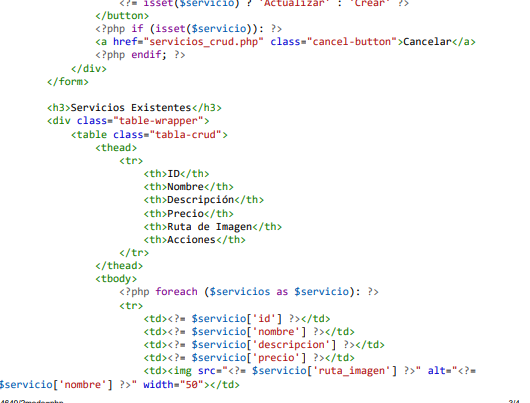 <?= isset($servicio) ? 'Actualizar' : 'Crear' ?>
</button>
<?php if (isset($servicio)): ?>
<a href="servicios_crud.php" class="cancel-button">Cancelar</a>
<?php endif; ?>
</div>
</form>
<h3>Servicios Existentes</h3>
<div class="table-wrapper">
<table class="tabla-crud">
<thead>
<tr>
<th>ID</th>
<th>Nombre</th>
<th>Descripción</th>
<th>Precio</th>
<th>Ruta de Imagen</th>
<th>Acciones</th>
</tr>
</thead>
<tbody>
<?php foreach ($servicios as $servicio): ?>
<tr>
<td><?= $servicio['id'] ?></td>
<td><?= $servicio['nombre'] ?></td>
<td><?= $servicio['descripcion'] ?></td>
<td><?= $servicio['precio'] ?></td>
<td><img src="<?= $servicio['ruta_imagen'] ?>" alt="<?=
$servicio['nombre'] ?>" width="50"></td>